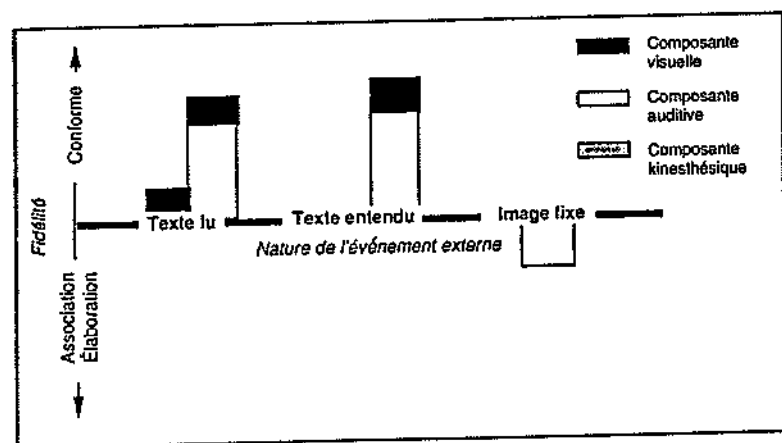 Composante
visuelle
Composante
auditive
Composante
kinesthésique
Conforme
Fidélité
Association
Élaboration
Texte lu
Texte entendu
Image fixe
Nature de l'événement externe